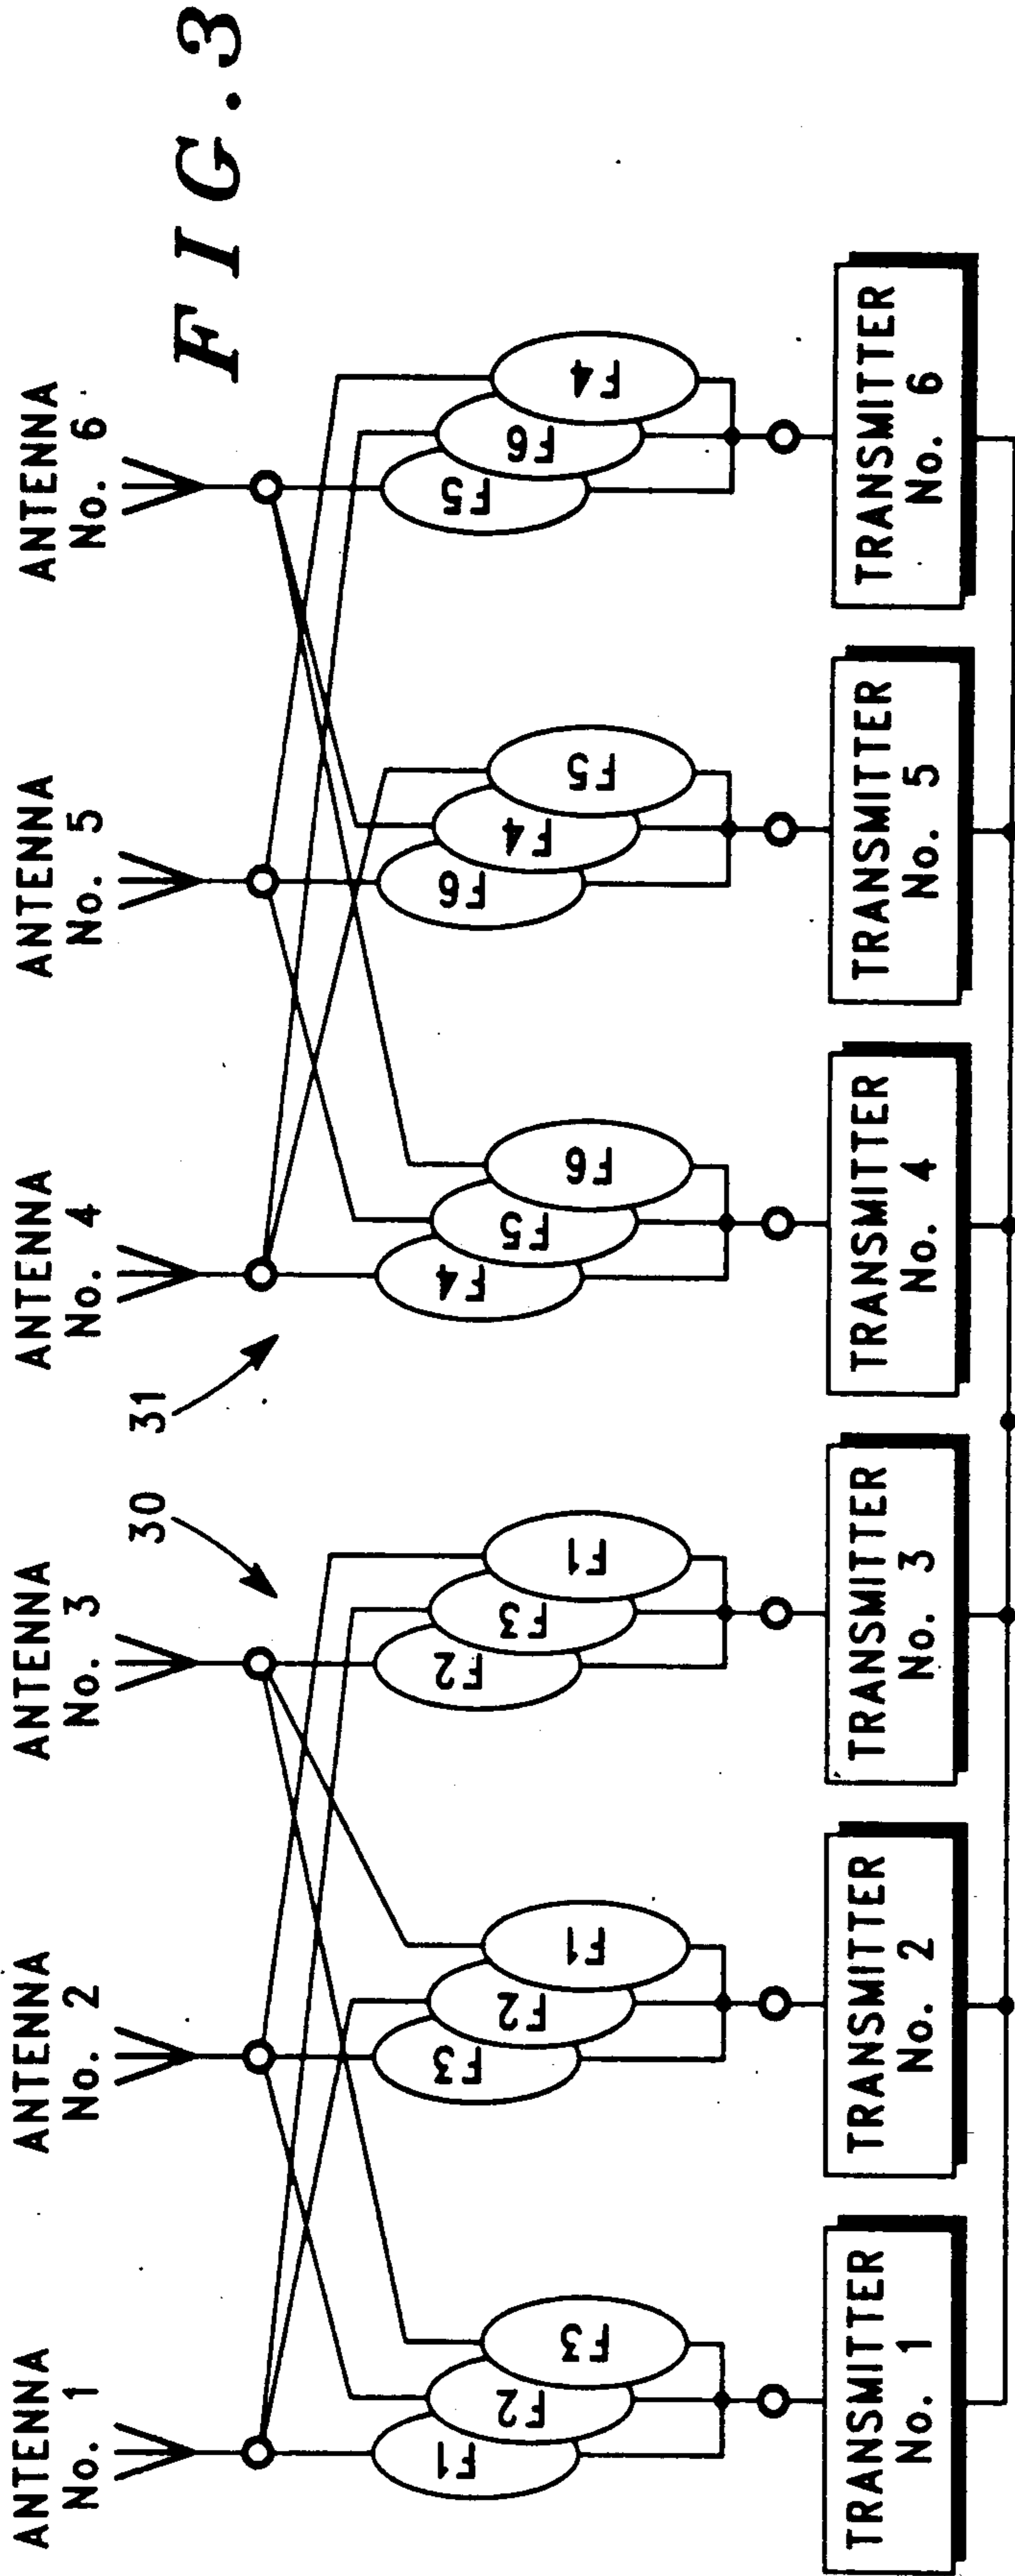 FIG. 3
ANTENNA
No. 1
ANTENNA
No. 2
ANTENNA
No. 3
ANTENNA
No. 4
ANTENNA
No. 5
ANTENNA
No. 6
30
31
F1
F2
F3
F3
F2
F1
F2
F3
F1
F4
F5
F6
F6
F4
F5
F5
F6
F4
TRANSMITTER
No. 1
TRANSMITTER
No. 2
TRANSMITTER
No. 3
TRANSMITTER
No. 4
TRANSMITTER
No. 5
TRANSMITTER
No. 6